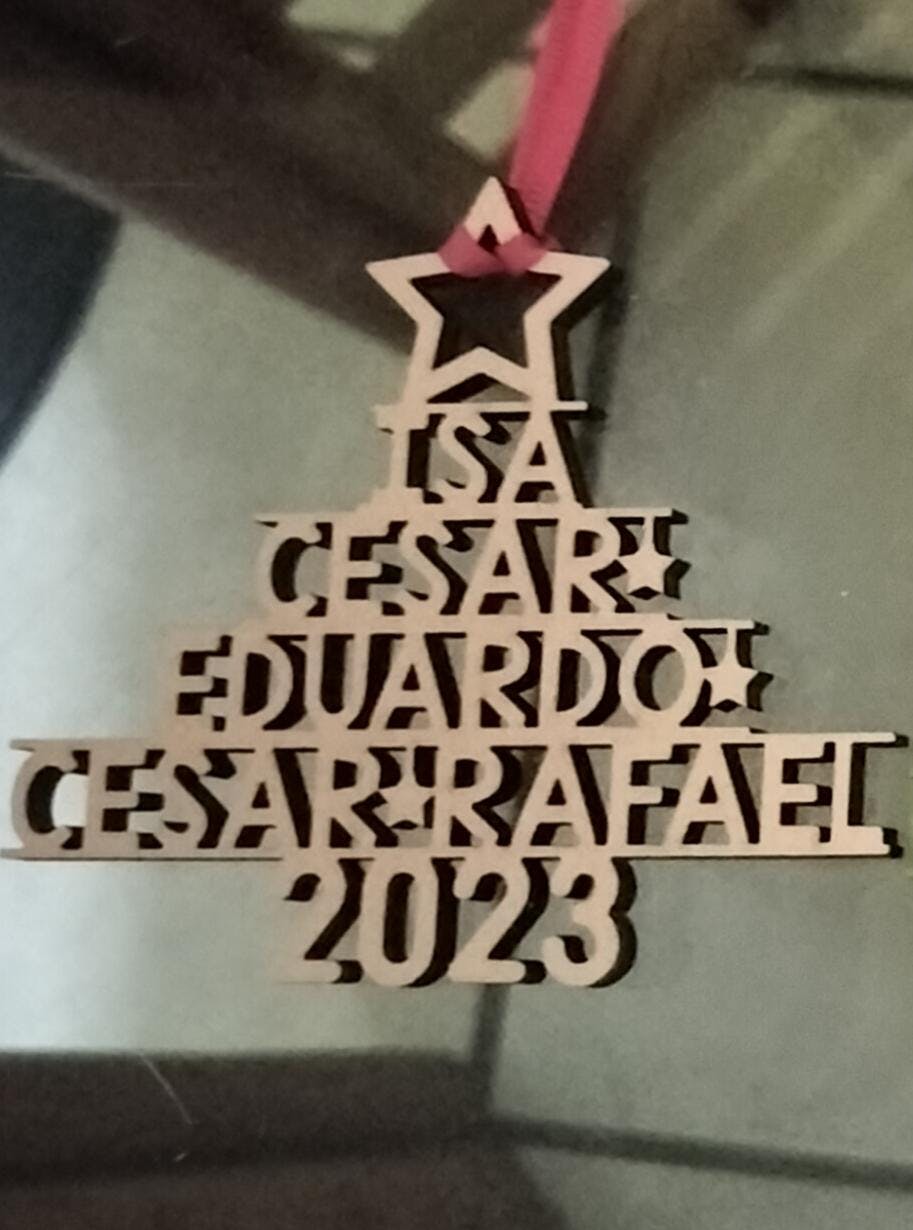 ISA
CESAR★
EDUARDO★
CESAR★RAFAEL
2023